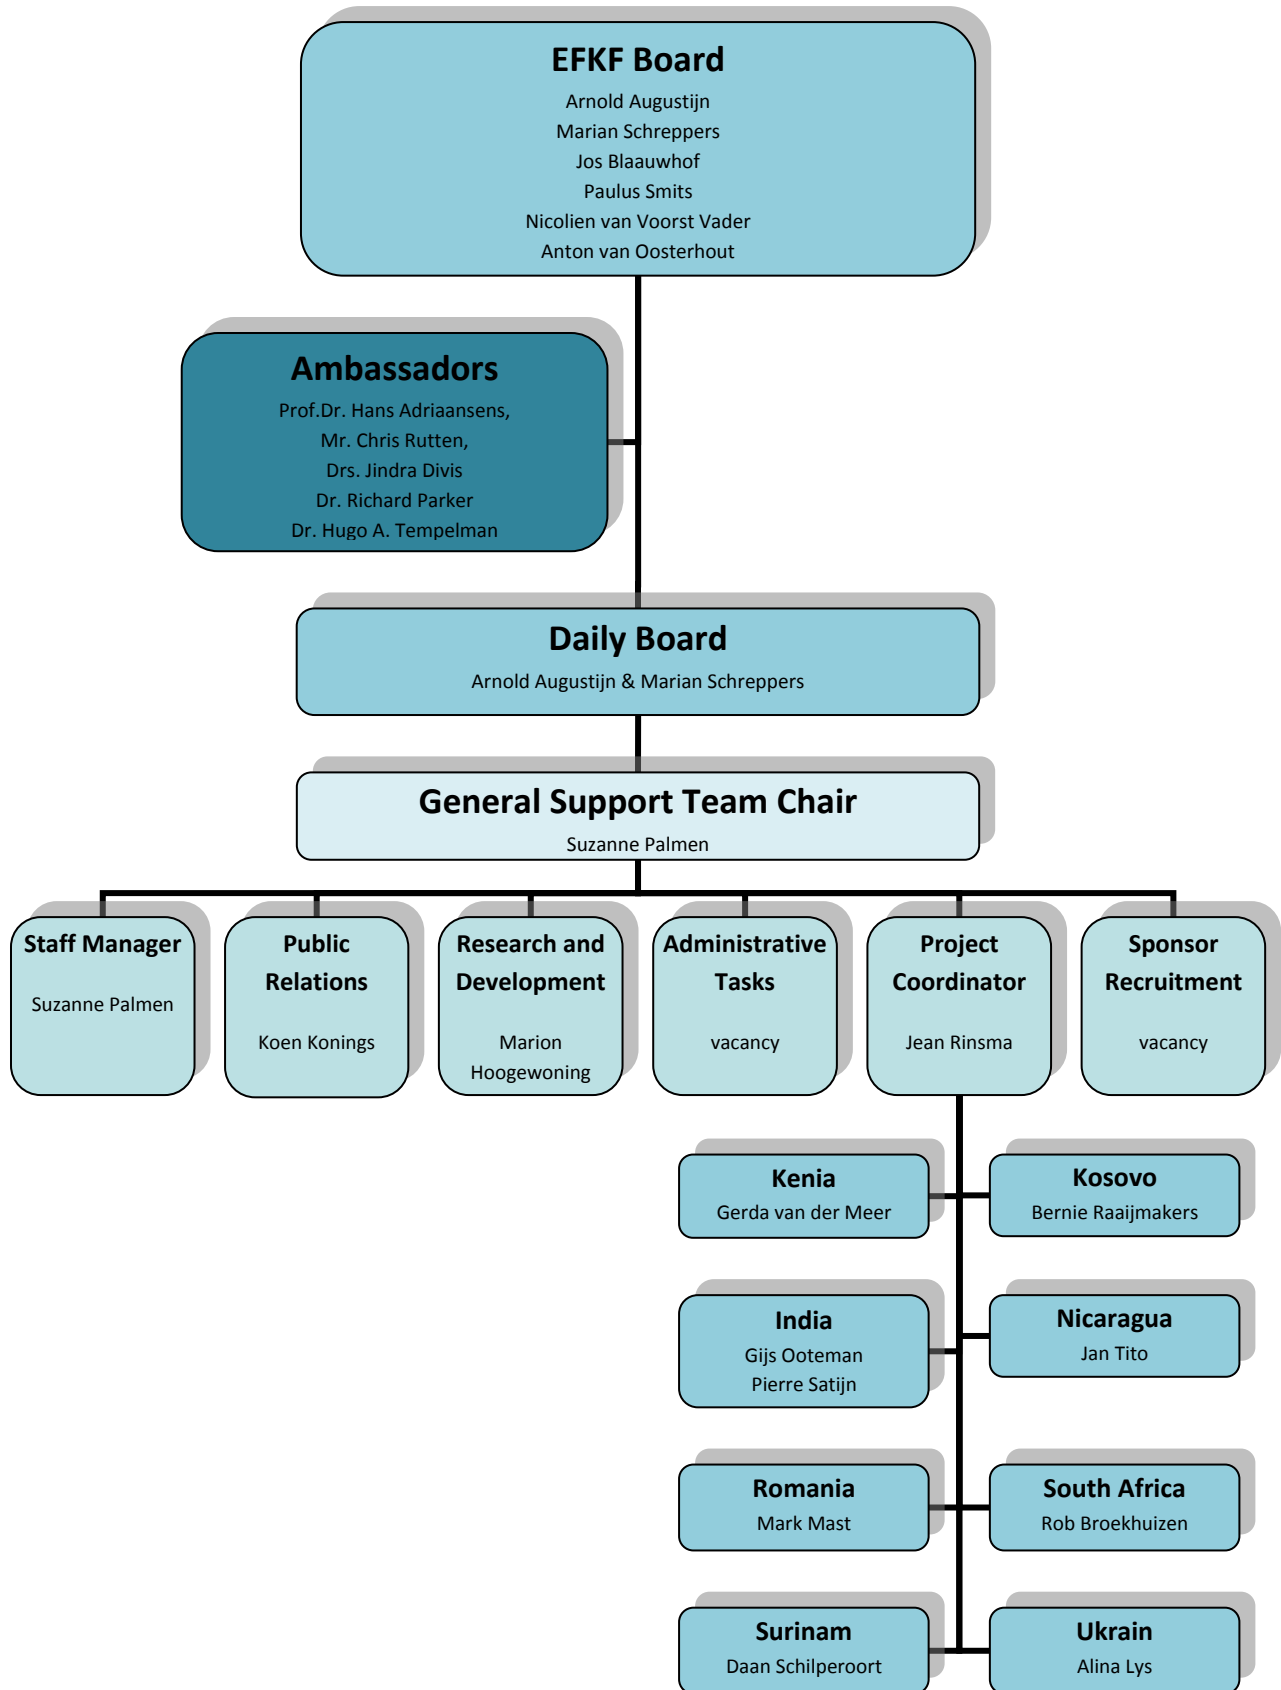 EFKF Board
Arnold Augustijn
Marian Schreppers
Jos Blaauwhof
Paulus Smits
Nicolien van Voorst Vader
Anton van Oosterhout
Ambassadors
Prof.Dr. Hans Adriaansens,
Mr. Chris Rutten,
Drs. Jindra Divis
Dr. Richard Parker
Dr. Hugo A. Tempelman
Daily Board
Arnold Augustijn & Marian Schreppers
General Support Team Chair
Suzanne Palmen
Staff Manager
Suzanne Palmen
Public
Relations
Koen Konings
Research and
Development
Marion
Hoogewoning
Administrative
Tasks
vacancy
Project
Coordinator
Jean Rinsma
Sponsor
Recruitment
vacancy
Kenia
Gerda van der Meer
Kosovo
Bernie Raaijmakers
India
Gijs Ooteman
Pierre Satijn
Nicaragua
Jan Tito
Romania
Mark Mast
South Africa
Rob Broekhuizen
Surinam
Daan Schilperoort
Ukrain
Alina Lys